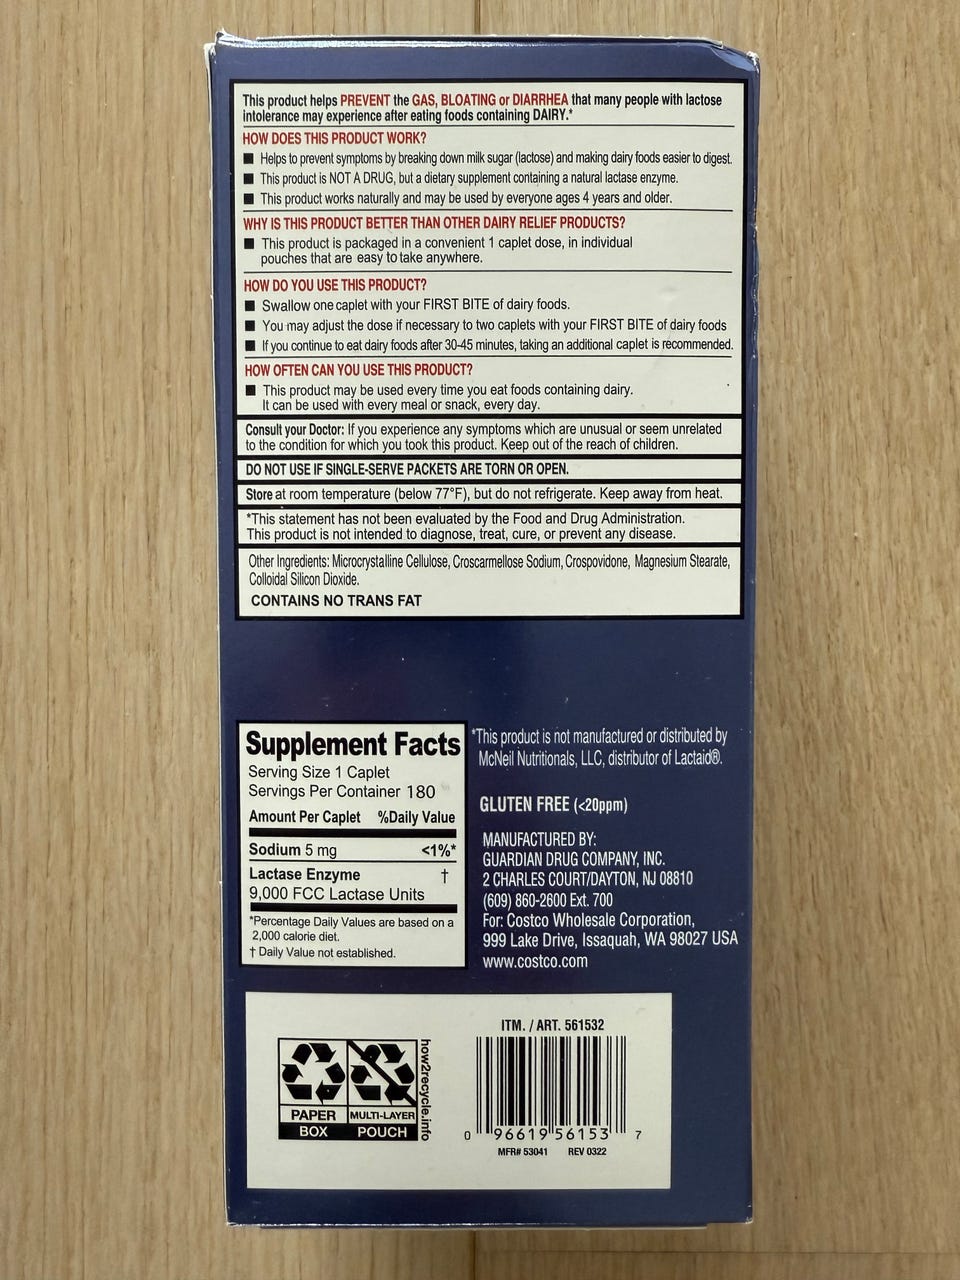 This product helps PREVENT the GAS, BLOATING or DIARRHEA that many people with lactose
intolerance may experience after eating foods containing DAIRY.*
HOW DOES THIS PRODUCT WORK?
■ Helps to prevent symptoms by breaking down milk sugar (lactose) and making dairy foods easier to digest.
■ This product is NOT A DRUG, but a dietary supplement containing a natural lactase enzyme.
■ This product works naturally and may be used by everyone ages 4 years and older.
WHY IS THIS PRODUCT BETTER THAN OTHER DAIRY RELIEF PRODUCTS?
■ This product is packaged in a convenient 1 caplet dose, in individual
pouches that are easy to take anywhere.
HOW DO YOU USE THIS PRODUCT?
■ Swallow one caplet with your FIRST BITE of dairy foods.
■ You may adjust the dose if necessary to two caplets with your FIRST BITE of dairy foods
■ If you continue to eat dairy foods after 30-45 minutes, taking an additional caplet is recommended.
HOW OFTEN CAN YOU USE THIS PRODUCT?
■ This product may be used every time you eat foods containing dairy.
It can be used with every meal or snack, every day.
Consult your Doctor: If you experience any symptoms which are unusual or seem unrelated
to the condition for which you took this product. Keep out of the reach of children.
DO NOT USE IF SINGLE-SERVE PACKETS ARE TORN OR OPEN.
Store at room temperature (below 77°F), but do not refrigerate. Keep away from heat.
*This statement has not been evaluated by the Food and Drug Administration.
This product is not intended to diagnose, treat, cure, or prevent any disease.
Other Ingredients: Microcrystalline Cellulose, Croscarmellose Sodium, Crospovidone, Magnesium Stearate,
Colloidal Silicon Dioxide.
CONTAINS NO TRANS FAT
Supplement Facts
Serving Size 1 Caplet
Servings Per Container 180
Amount Per Caplet %Daily Value
Sodium 5 mg <1%*
Lactase Enzyme †
9,000 FCC Lactase Units
*Percentage Daily Values are based on a
2,000 calorie diet.
† Daily Value not established.
*This product is not manufactured or distributed by
McNeil Nutritionals, LLC, distributor of Lactaid®.
GLUTEN FREE (<20ppm)
MANUFACTURED BY:
GUARDIAN DRUG COMPANY, INC.
2 CHARLES COURT/DAYTON, NJ 08810
(609) 860-2600 Ext. 700
For: Costco Wholesale Corporation,
999 Lake Drive, Issaquah, WA 98027 USA
www.costco.com
PAPER MULTI-LAYER
BOX POUCH
how2recycle.info
ITM. / ART. 561532
0 96619 56153 7
MFR# 53041 REV 0322